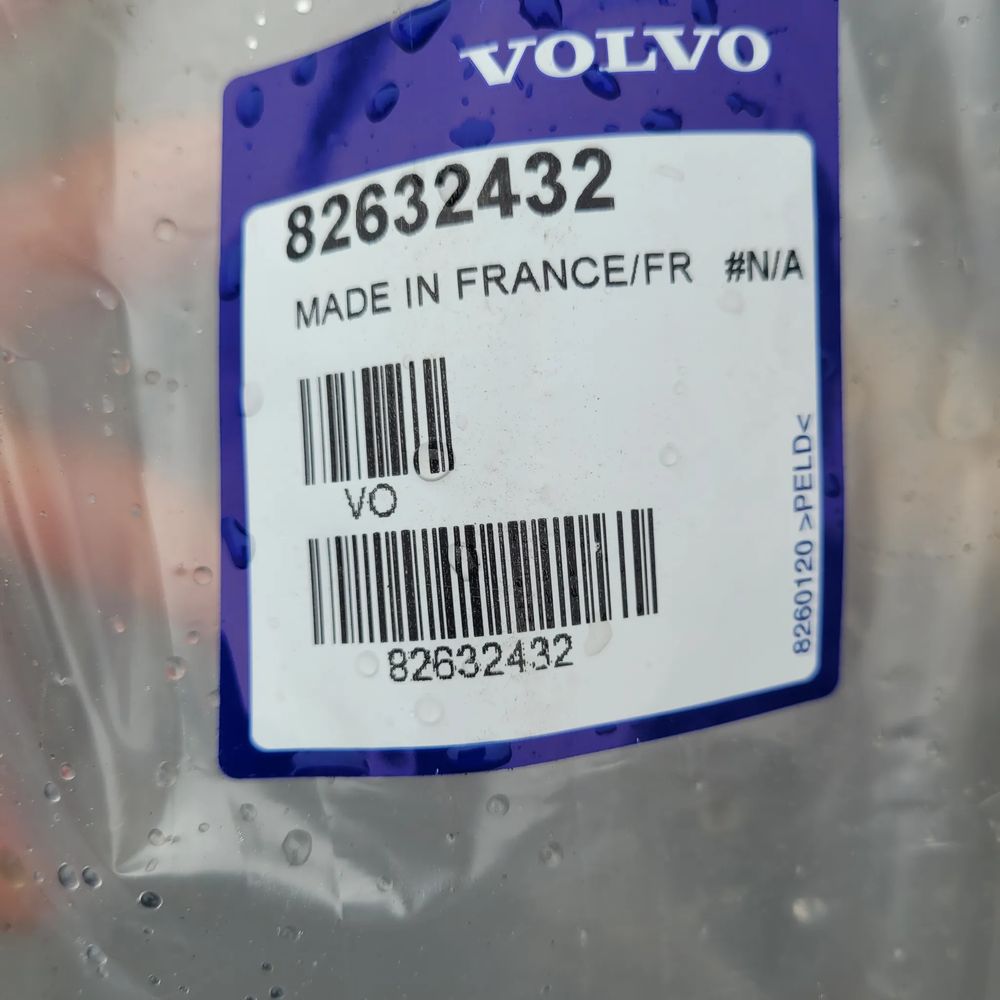 VOLVO
82632432
MADE IN FRANCE/FR #N/A
VO
82632432
8260120 >PELD<